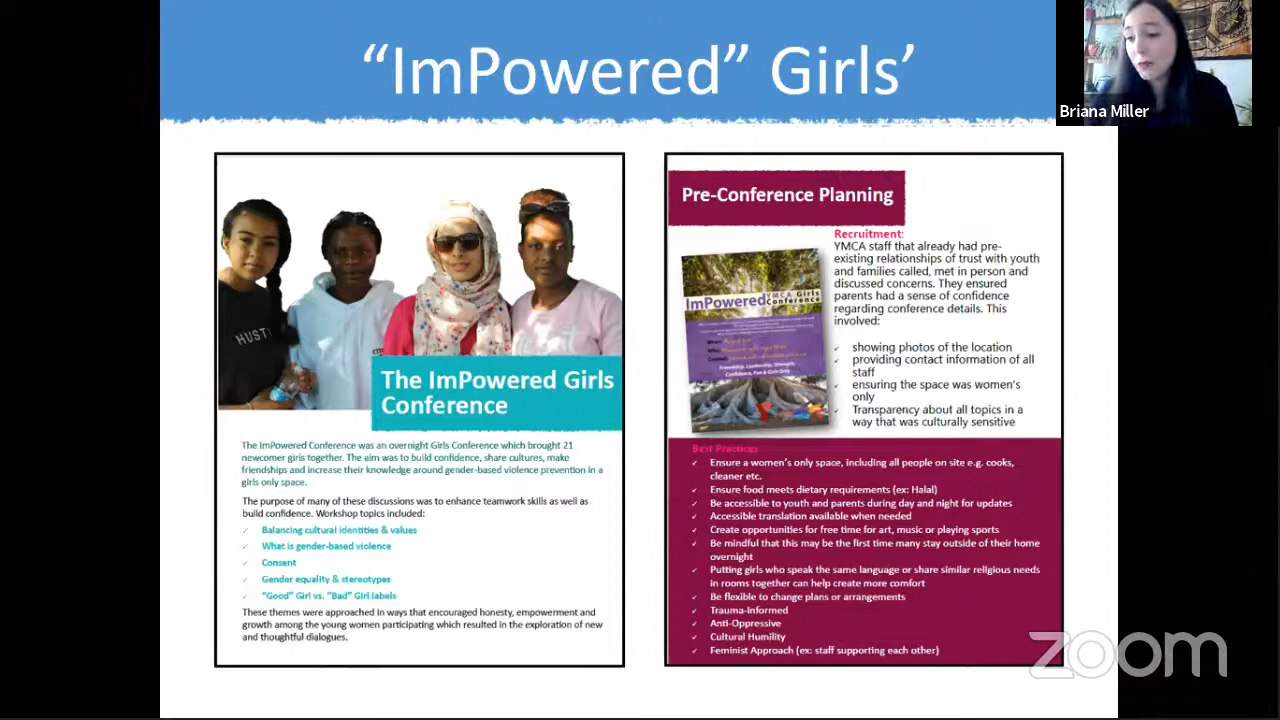 “ImPowered” Girls’
Briana Miller
HUST
The ImPowered Girls
Conference
The ImPowered Conference was an overnight Girls Conference which brought 21
newcomer girls together. The aim was to build confidence, share cultures, make
friendships and increase their knowledge around gender-based violence prevention in a
girls only space.
The purpose of many of these discussions was to enhance teamwork skills as well as
build confidence. Workshop topics included:
✓ Balancing cultural identities & values
✓ What is gender-based violence
✓ Consent
✓ Gender equality & stereotypes
✓ “Good” Girl vs. “Bad” Girl labels
These themes were approached in ways that encouraged honesty, empowerment and
growth among the young women participating which resulted in the exploration of new
and thoughtful dialogues.
Pre-Conference Planning
ImPowered YMCA Girls
Conference
Friendship, Leadership, Strength,
Confidence, Fun & Girls Only
Recruitment:
YMCA staff that already had pre-
existing relationships of trust with youth
and families called, met in person and
discussed concerns. They ensured
parents had a sense of confidence
regarding conference details. This
involved:
✓ showing photos of the location
✓ providing contact information of all
staff
✓ ensuring the space was women’s
only
✓ Transparency about all topics in a
way that was culturally sensitive
Best Practices
✓ Ensure a women’s only space, including all people on site e.g. cooks,
cleaner etc.
✓ Ensure food meets dietary requirements (ex: Halal)
✓ Be accessible to youth and parents during day and night for updates
✓ Accessible translation available when needed
✓ Create opportunities for free time for art, music or playing sports
✓ Be mindful that this may be the first time many stay outside of their home
overnight
✓ Putting girls who speak the same language or share similar religious needs
in rooms together can help create more comfort
✓ Be flexible to change plans or arrangements
✓ Trauma-Informed
✓ Anti-Oppressive
✓ Cultural Humility
✓ Feminist Approach (ex: staff supporting each other)
zoom